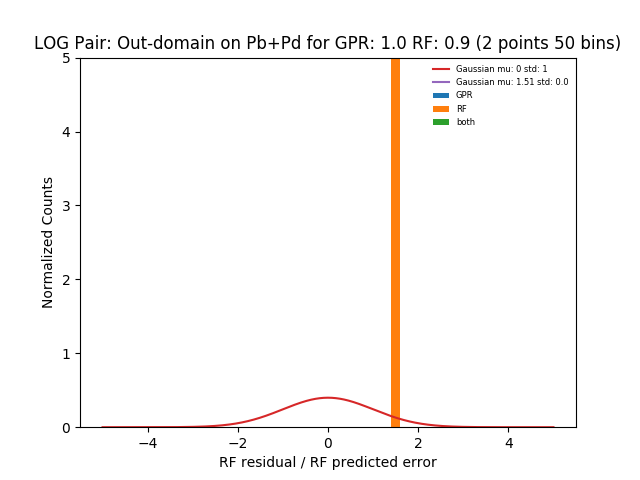 LOG Pair: Out-domain on Pb+Pd for GPR: 1.0 RF: 0.9 (2 points 50 bins)
Gaussian mu: 0 std: 1
Gaussian mu: 1.51 std: 0.0
GPR
RF
both
Normalized Counts
5
4
3
2
1
0
−4 −2 0 2 4
RF residual / RF predicted error